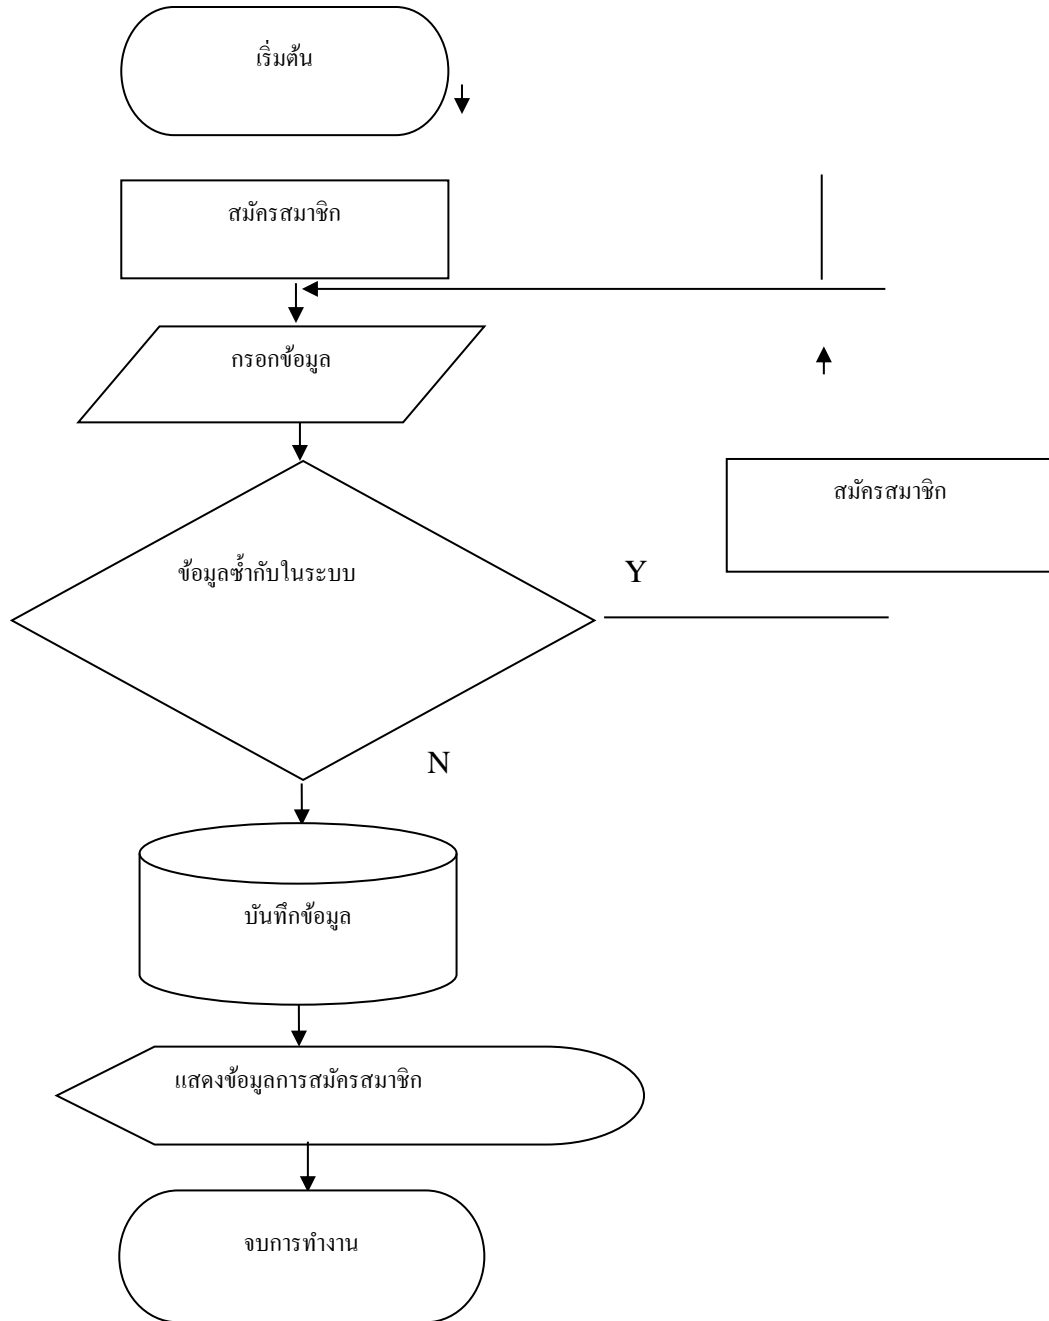 เริ่มต้น
สมัครสมาชิก
กรอกข้อมูล
สมัครสมาชิก
ข้อมูลซ้ำกับในระบบ
Y
N
บันทึกข้อมูล
แสดงข้อมูลการสมัครสมาชิก
จบการทำงาน